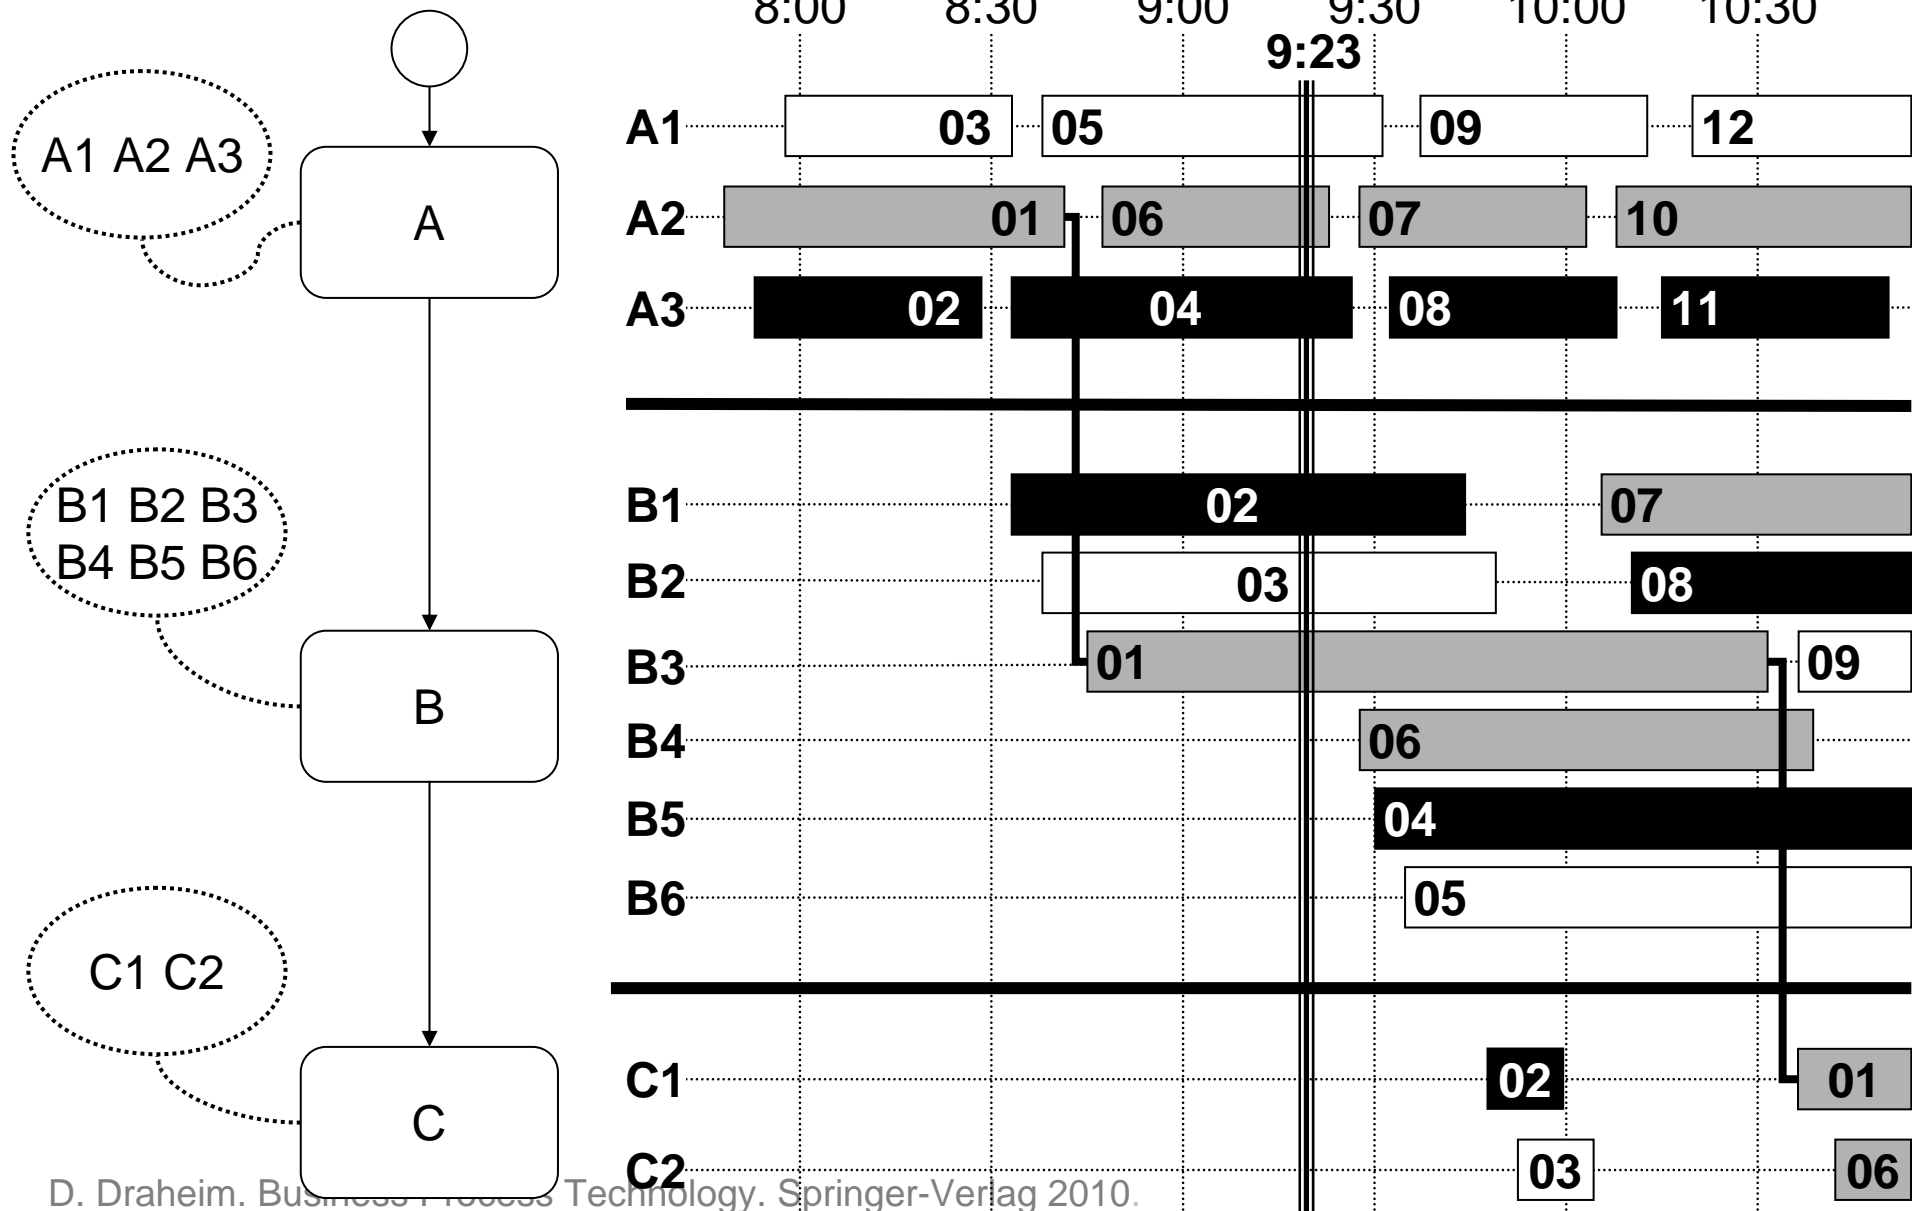 8:00 8:30 9:00 9:30 10:00 10:30
9:23
A1 A2 A3
A
A1 03 05 09 12
A2 01 06 07 10
A3 02 04 08 11
B1 B2 B3
B4 B5 B6
B
B1 02 07
B2 03 08
B3 01 09
B4 06
B5 04
B6 05
C1 C2
C
C1 02 01
C2 03 06
D. Draheim. Business Process Technology. Springer-Verlag 2010.